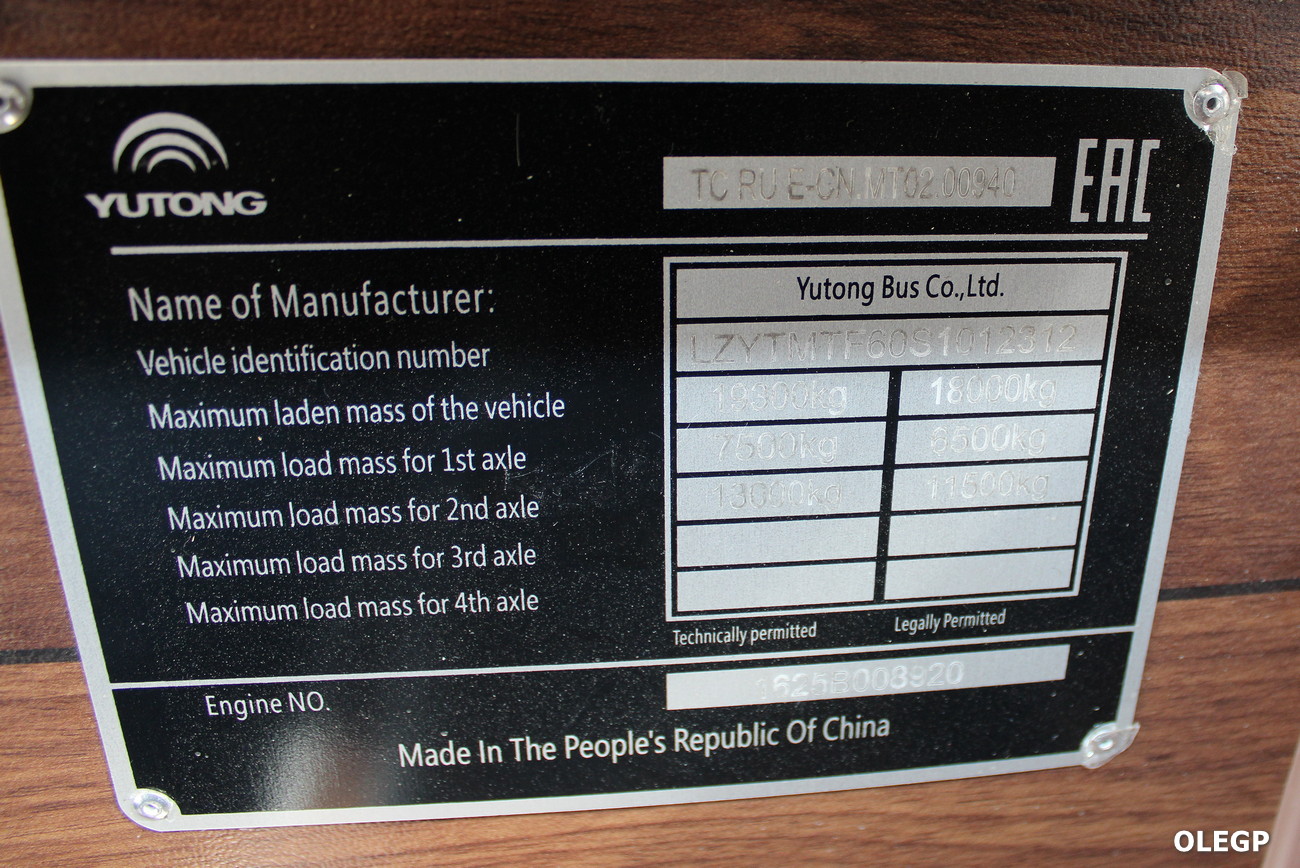 YUTONG
TC RU E-CN.MT02.00940
EAC
Name of Manufacturer: Yutong Bus Co.,Ltd.
Vehicle identification number LZYTMTF60S1012312
Maximum laden mass of the vehicle 19300kg 18000kg
Maximum load mass for 1st axle 7500kg 6500kg
Maximum load mass for 2nd axle 13000kg 11500kg
Maximum load mass for 3rd axle
Maximum load mass for 4th axle
Technically permitted Legally Permitted
Engine NO. 1625B008920
Made In The People's Republic Of China
OLEGP